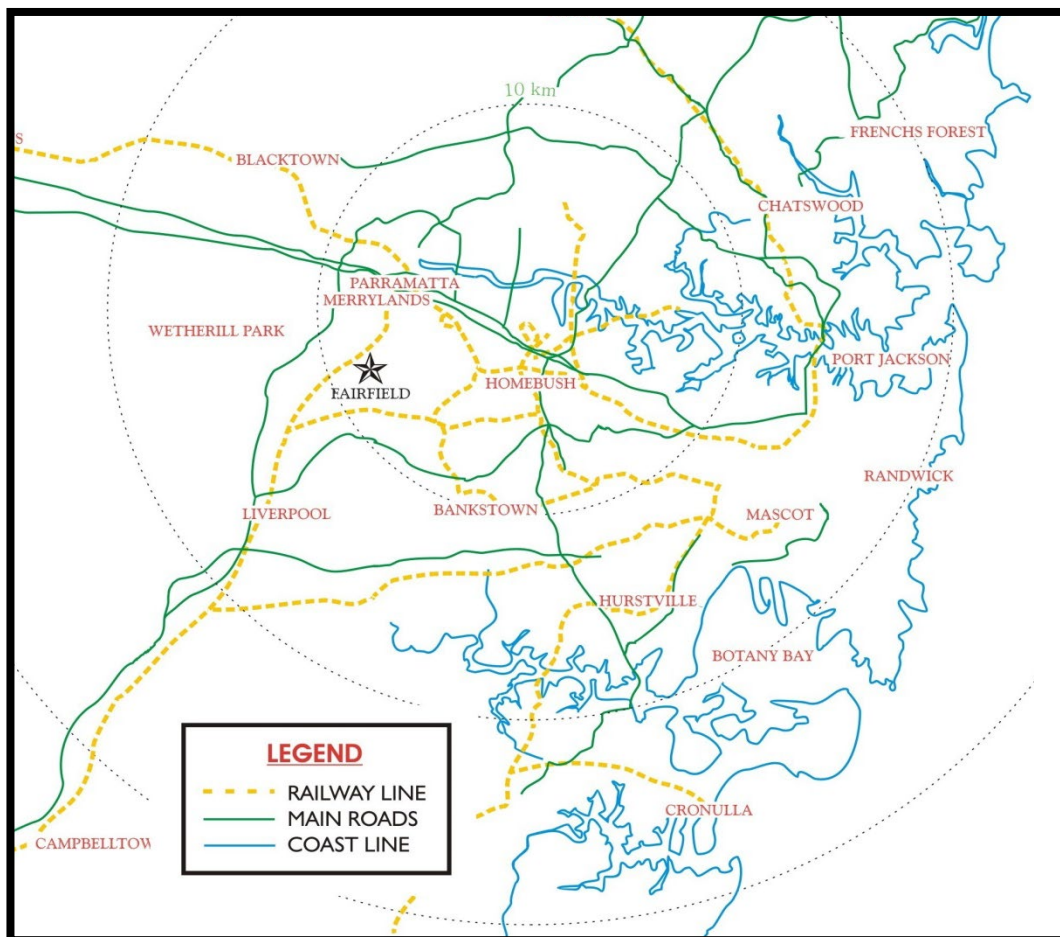 10 km
FRENCHS FOREST
S
BLACKTOWN
CHATSWOOD
PARRAMATTA
MERRYLANDS
WETHERILL PARK
PORT JACKSON
HOMEBUSH
FAIRFIELD
RANDWICK
LIVERPOOL
BANKSTOWN
MASCOT
HURSTVILLE
BOTANY BAY
LEGEND
RAILWAY LINE
MAIN ROADS
COAST LINE
CRONULLA
CAMPBELLTOW